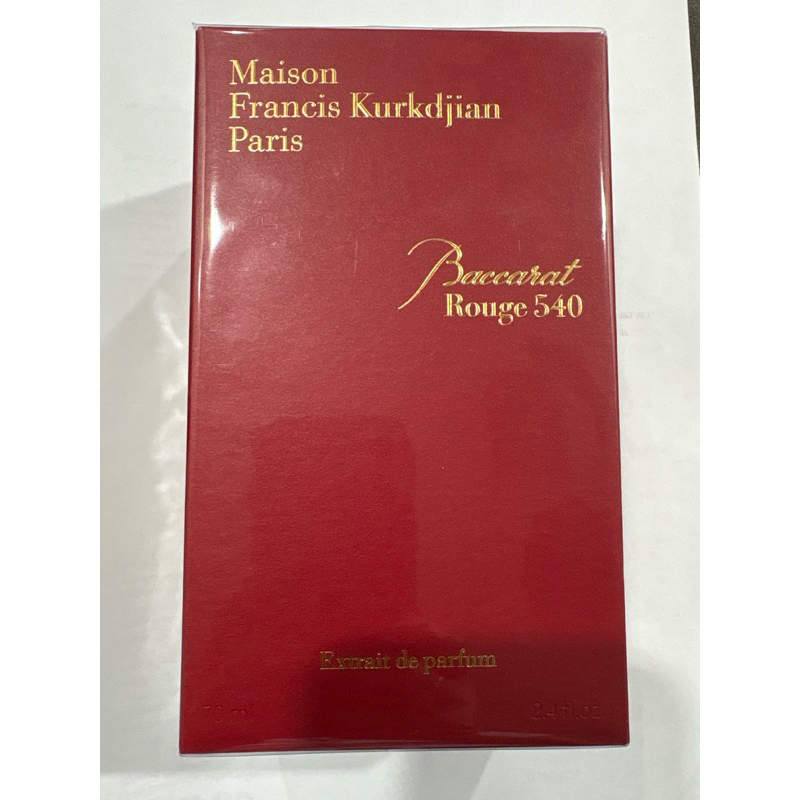 Maison
Francis Kurkdjian
Paris
Baccarat
Rouge 540
Extrait de parfum
70 ml 2.4 fl.oz